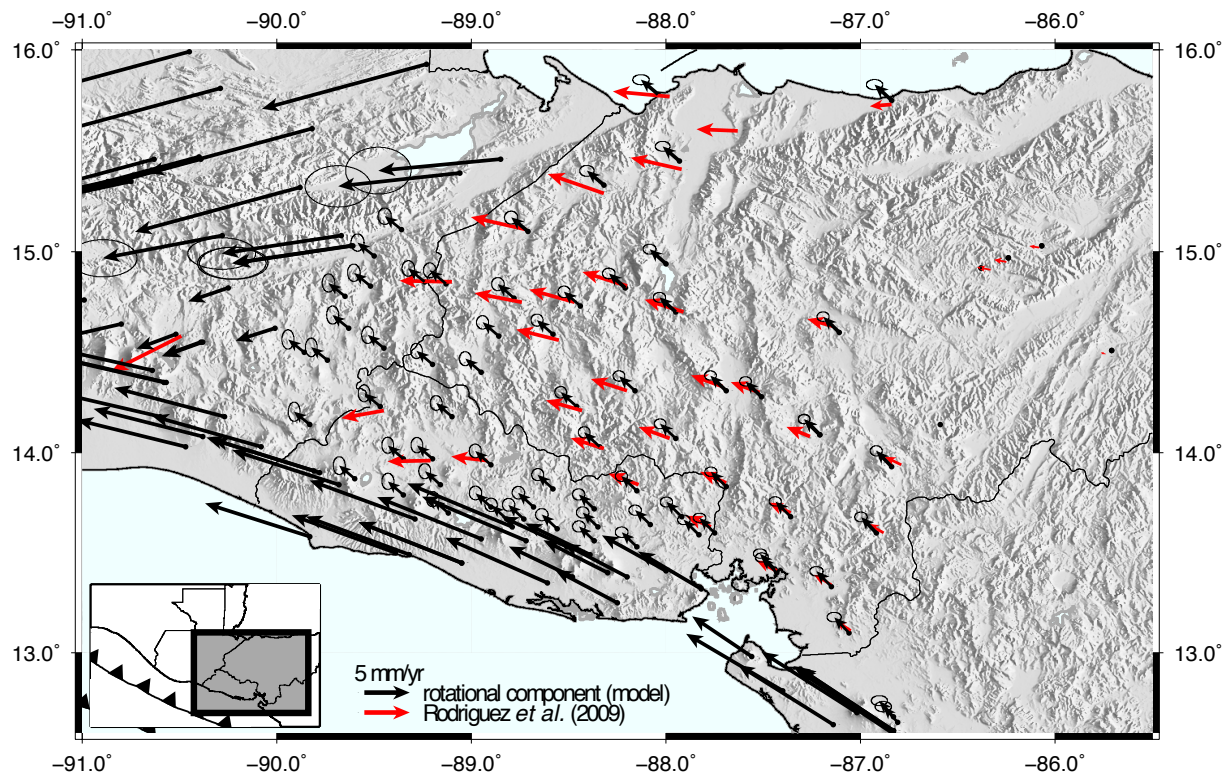 −91.0˚ −90.0˚ −89.0˚ −88.0˚ −87.0˚ −86.0˚
16.0˚ 16.0˚
15.0˚ 15.0˚
14.0˚ 14.0˚
13.0˚ 13.0˚
5 mm/yr
rotational component (model)
Rodriguez et al. (2009)
−91.0˚ −90.0˚ −89.0˚ −88.0˚ −87.0˚ −86.0˚